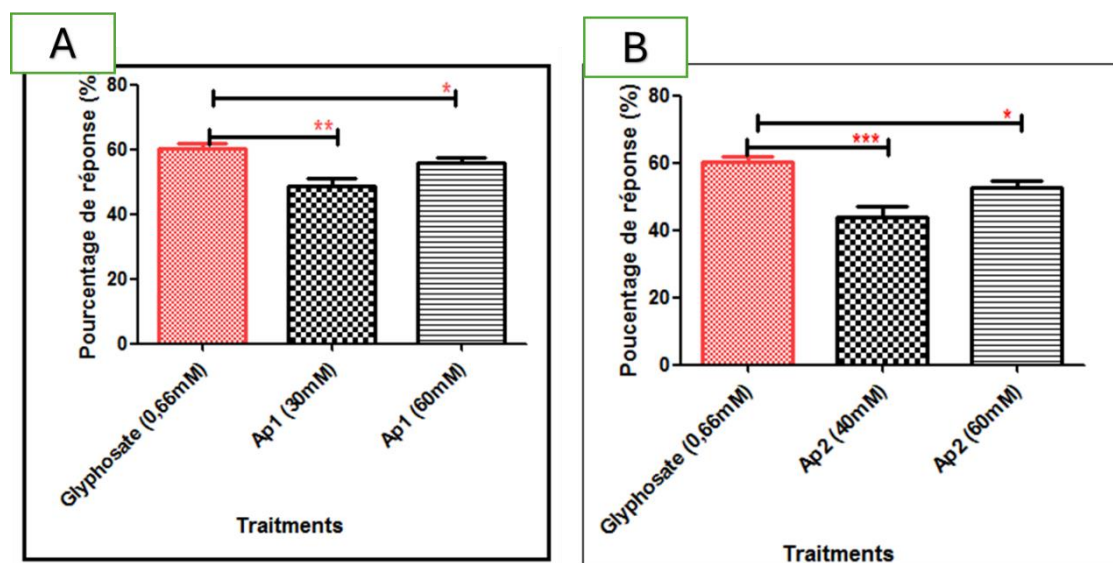 A
Pourcentage de réponse (%)
80
60
40
20
0
*
**
Glyphosate (0,66mM)
Ap1 (30mM)
Ap1 (60mM)
Traitments
B
Poucentage de réponse (%)
80
60
40
20
0
*
***
Glyphosate (0,66mM)
Ap2 (40mM)
Ap2 (60mM)
Traitments